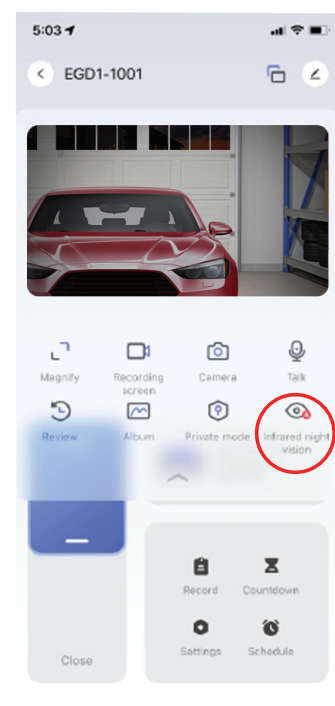 5:03
EGD1-1001
Magnify Recording Camera Talk
screen
Review Album Private mode Infrared night
vision
Record Countdown
Settings Schedule
Close